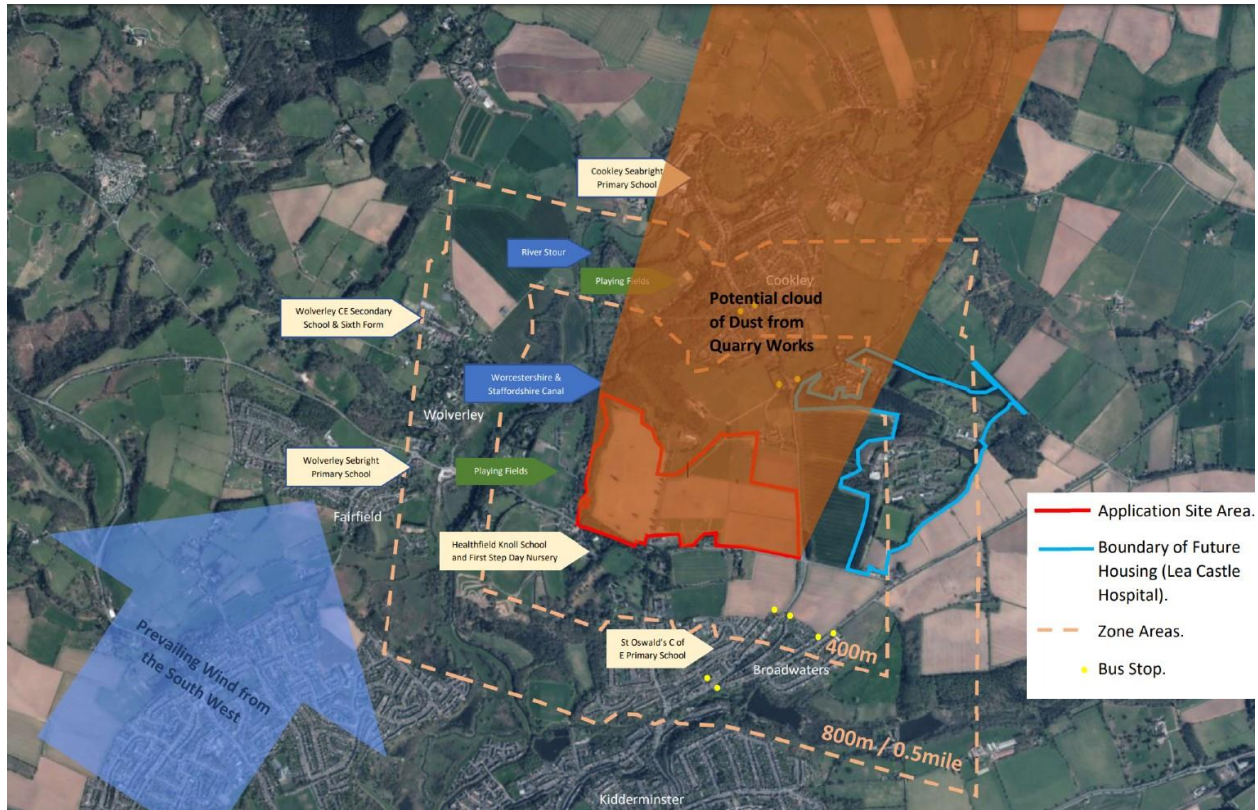 Cookley Seabright
Primary School
River Stour
Playing Fields
Cookley
Potential cloud
of Dust from
Quarry Works
Wolverley CE Secondary
School & Sixth Form
Worcestershire &
Staffordshire Canal
Wolverley
Wolverley Sebright
Primary School
Playing Fields
Fairfield
Healthfield Knoll School
and First Step Day Nursery
Prevailing Wind from
the South West
St Oswald's C of
E Primary School
Broadwaters
400m
800m / 0.5mile
Kidderminster
Application Site Area.
Boundary of Future
Housing (Lea Castle
Hospital).
Zone Areas.
Bus Stop.